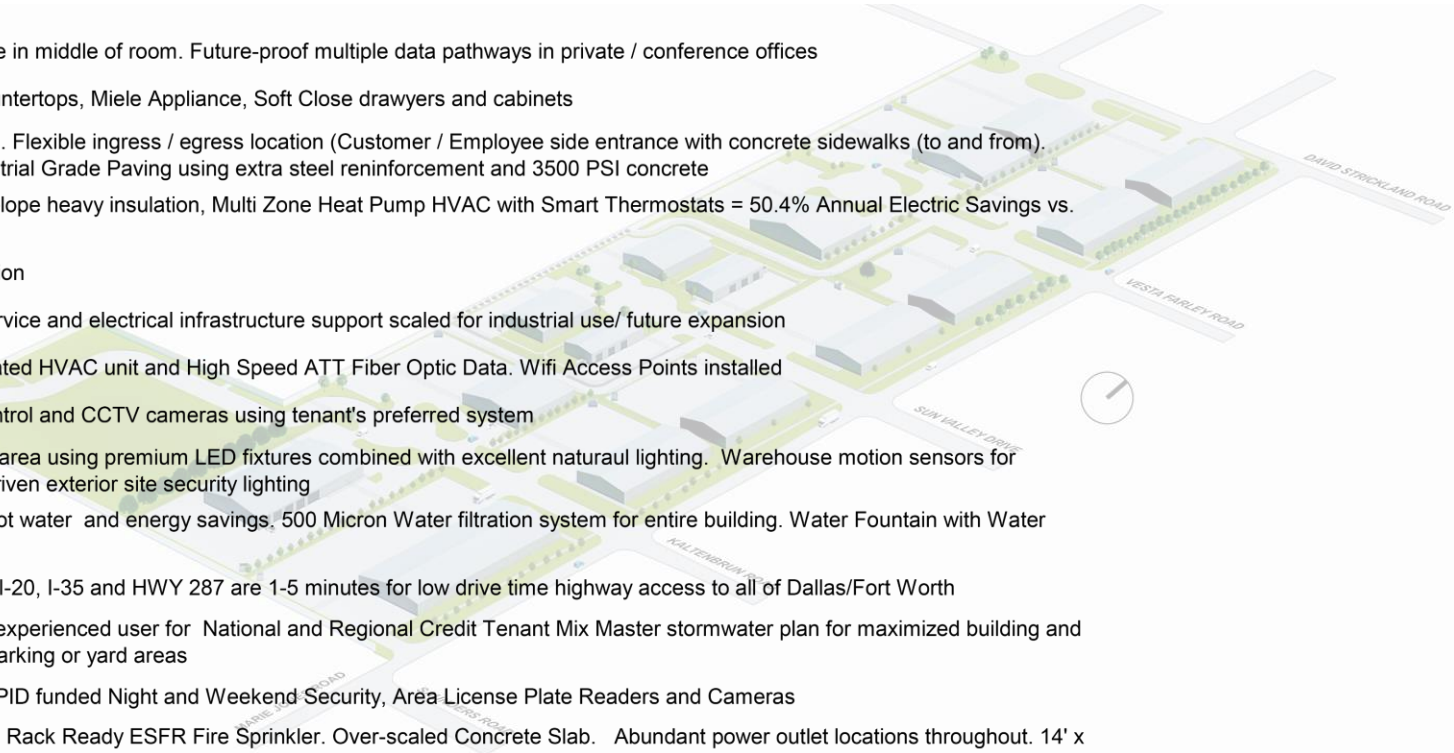 e in middle of room. Future-proof multiple data pathways in private / conference offices
untertops, Miele Appliance, Soft Close drawyers and cabinets
. Flexible ingress / egress location (Customer / Employee side entrance with concrete sidewalks (to and from).
strial Grade Paving using extra steel reninforcement and 3500 PSI concrete
DAVID STRICKLAND ROAD
lope heavy insulation, Multi Zone Heat Pump HVAC with Smart Thermostats = 50.4% Annual Electric Savings vs.
on
VESTA FARLEY ROAD
rvice and electrical infrastructure support scaled for industrial use/ future expansion
ated HVAC unit and High Speed ATT Fiber Optic Data. Wifi Access Points installed
ntrol and CCTV cameras using tenant's preferred system
SUN VALLEY DRIVE
area using premium LED fixtures combined with excellent naturaul lighting. Warehouse motion sensors for
riven exterior site security lighting
ot water and energy savings. 500 Micron Water filtration system for entire building. Water Fountain with Water
KALTENBRUN ROAD
I-20, I-35 and HWY 287 are 1-5 minutes for low drive time highway access to all of Dallas/Fort Worth
experienced user for National and Regional Credit Tenant Mix Master stormwater plan for maximized building and
arking or yard areas
PID funded Night and Weekend Security, Area License Plate Readers and Cameras
MARIE JONES ROAD
ROAD
Rack Ready ESFR Fire Sprinkler. Over-scaled Concrete Slab. Abundant power outlet locations throughout. 14' x